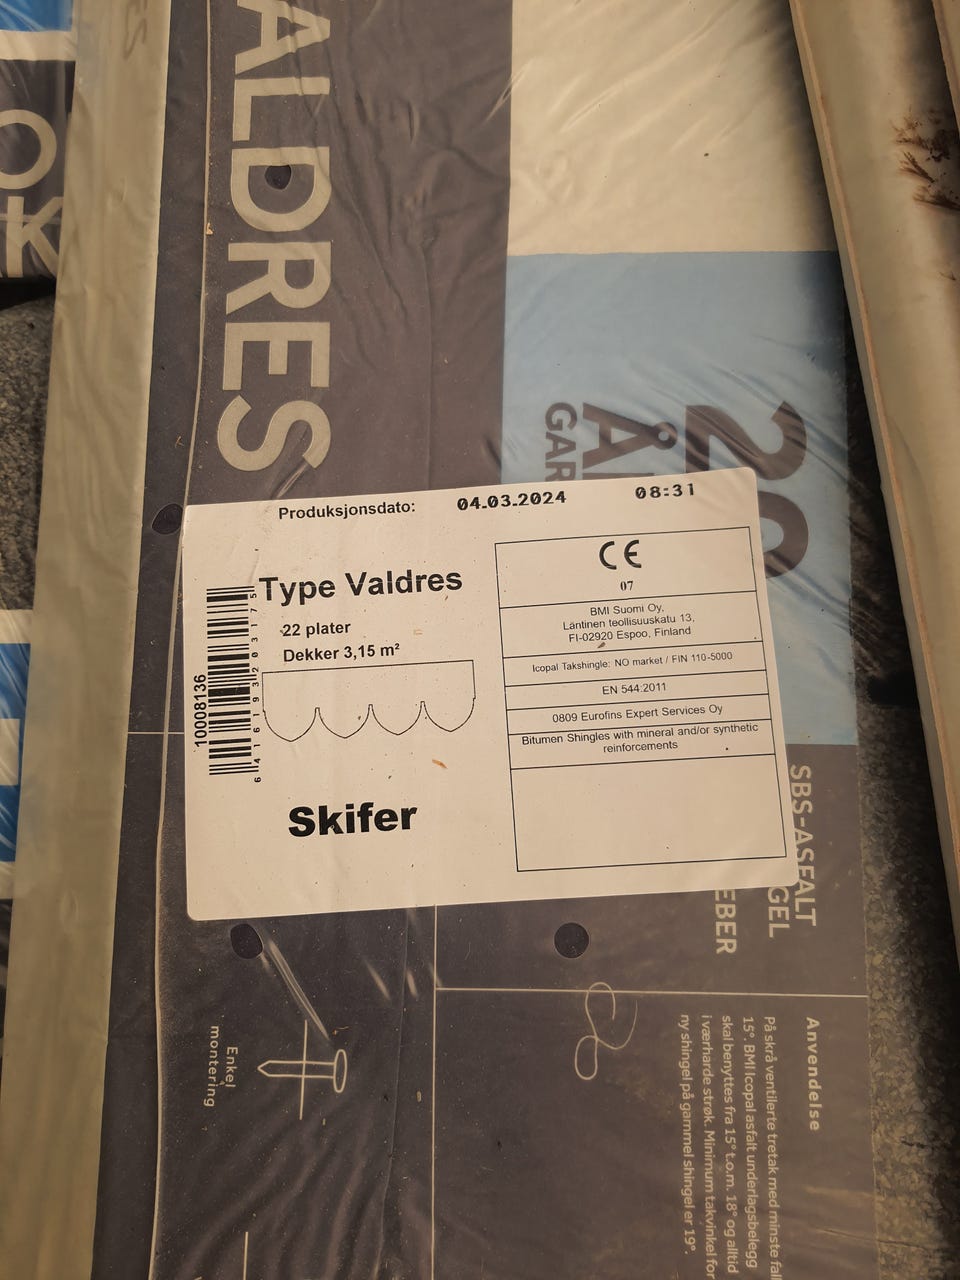 ALDRES
OK
20
ÅR
GAR
Produksjonsdato: 04.03.2024 08:31
Type Valdres
22 plater
Dekker 3,15 m²
Skifer
10008136
6416193203175
CE
07
BMI Suomi Oy,
Läntinen teollisuuskatu 13,
FI-02920 Espoo, Finland
Icopal Takshingle: NO market / FIN 110-5000
EN 544:2011
0809 Eurofins Expert Services Oy
Bitumen Shingles with mineral and/or synthetic
reinforcements
SBS-ASFALT
GEL
EBER
Enkel
montering
Anvendelse
På skrå ventilerte tretak med minste fall
15°. BMI Icopal asfalt underlagsbelegg
skal benyttes fra 15° t.o.m. 18° og alltid
i værharde strøk. Minimum takvinkel for
ny shingel på gammel shingel er 19°.